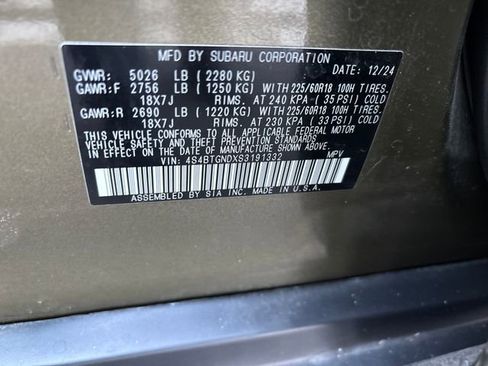 MFD BY SUBARU CORPORATION
GVWR: 5026 LB (2280 KG) DATE: 12/24
GAWR:F 2756 LB (1250 KG) WITH 225/60R18 100H TIRES
18X7J RIMS. AT 240 KPA (35 PSI) COLD
GAWR:R 2690 LB (1220 KG) WITH 225/60R18 100H TIRES
18X7J RIMS. AT 230 KPA (33 PSI) COLD
THIS VEHICLE CONFORMS TO ALL APPLICABLE FEDERAL MOTOR
VEHICLE SAFETY AND THEFT PREVENTION STANDARDS
IN EFFECT ON THE DATE OF MANUFACTURE
SHOWN ABOVE.
VIN: 4S4BTGNDXS3191332 MPV
ASSEMBLED BY SIA INC. MADE IN U.S.A.